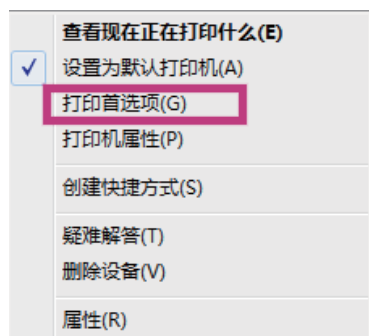 查看现在正在打印什么(E)
设置为默认打印机(A)
打印首选项(G)
打印机属性(P)
创建快捷方式(S)
疑难解答(T)
删除设备(V)
属性(R)